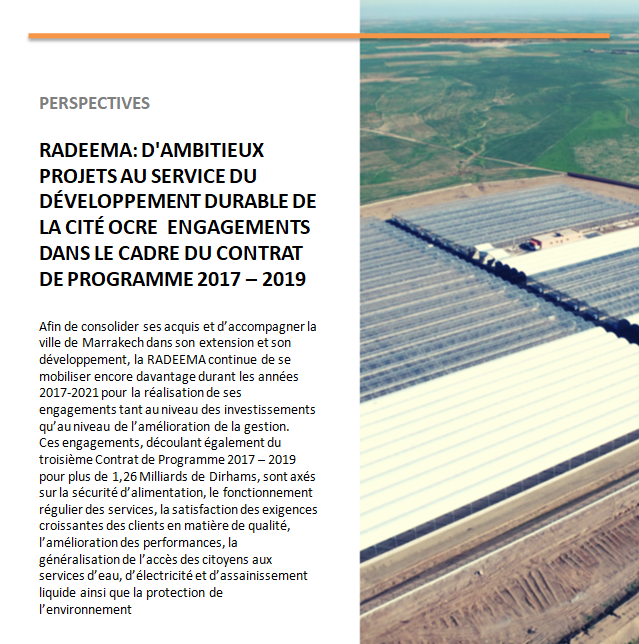 PERSPECTIVES
RADEEMA: D'AMBITIEUX
PROJETS AU SERVICE DU
DÉVELOPPEMENT DURABLE DE
LA CITÉ OCRE ENGAGEMENTS
DANS LE CADRE DU CONTRAT
DE PROGRAMME 2017 – 2019
Afin de consolider ses acquis et d'accompagner la
ville de Marrakech dans son extension et son
développement, la RADEEMA continue de se
mobiliser encore davantage durant les années
2017-2021 pour la réalisation de ses
engagements tant au niveau des investissements
qu'au niveau de l'amélioration de la gestion.
Ces engagements, découlant également du
troisième Contrat de Programme 2017 – 2019
pour plus de 1,26 Milliards de Dirhams, sont axés
sur la sécurité d'alimentation, le fonctionnement
régulier des services, la satisfaction des exigences
croissantes des clients en matière de qualité,
l'amélioration des performances, la
généralisation de l'accès des citoyens aux
services d'eau, d'électricité et d'assainissement
liquide ainsi que la protection de
l'environnement